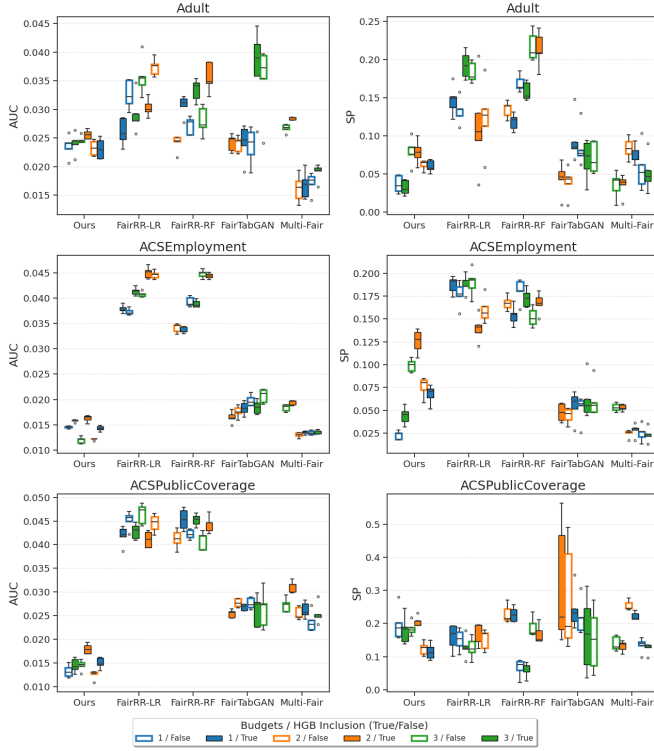 Adult
AUC
0.045
0.040
0.035
0.030
0.025
0.020
0.015
Ours FairRR-LR FairRR-RF FairTabGAN Multi-Fair
Adult
SP
0.25
0.20
0.15
0.10
0.05
0.00
Ours FairRR-LR FairRR-RF FairTabGAN Multi-Fair
ACSEmployment
AUC
0.045
0.040
0.035
0.030
0.025
0.020
0.015
0.010
Ours FairRR-LR FairRR-RF FairTabGAN Multi-Fair
ACSEmployment
SP
0.200
0.175
0.150
0.125
0.100
0.075
0.050
0.025
Ours FairRR-LR FairRR-RF FairTabGAN Multi-Fair
ACSPublicCoverage
AUC
0.050
0.045
0.040
0.035
0.030
0.025
0.020
0.015
0.010
Ours FairRR-LR FairRR-RF FairTabGAN Multi-Fair
ACSPublicCoverage
SP
0.5
0.4
0.3
0.2
0.1
0.0
Ours FairRR-LR FairRR-RF FairTabGAN Multi-Fair
Budgets / HGB Inclusion (True/False)
1 / False 1 / True 2 / False 2 / True 3 / False 3 / True